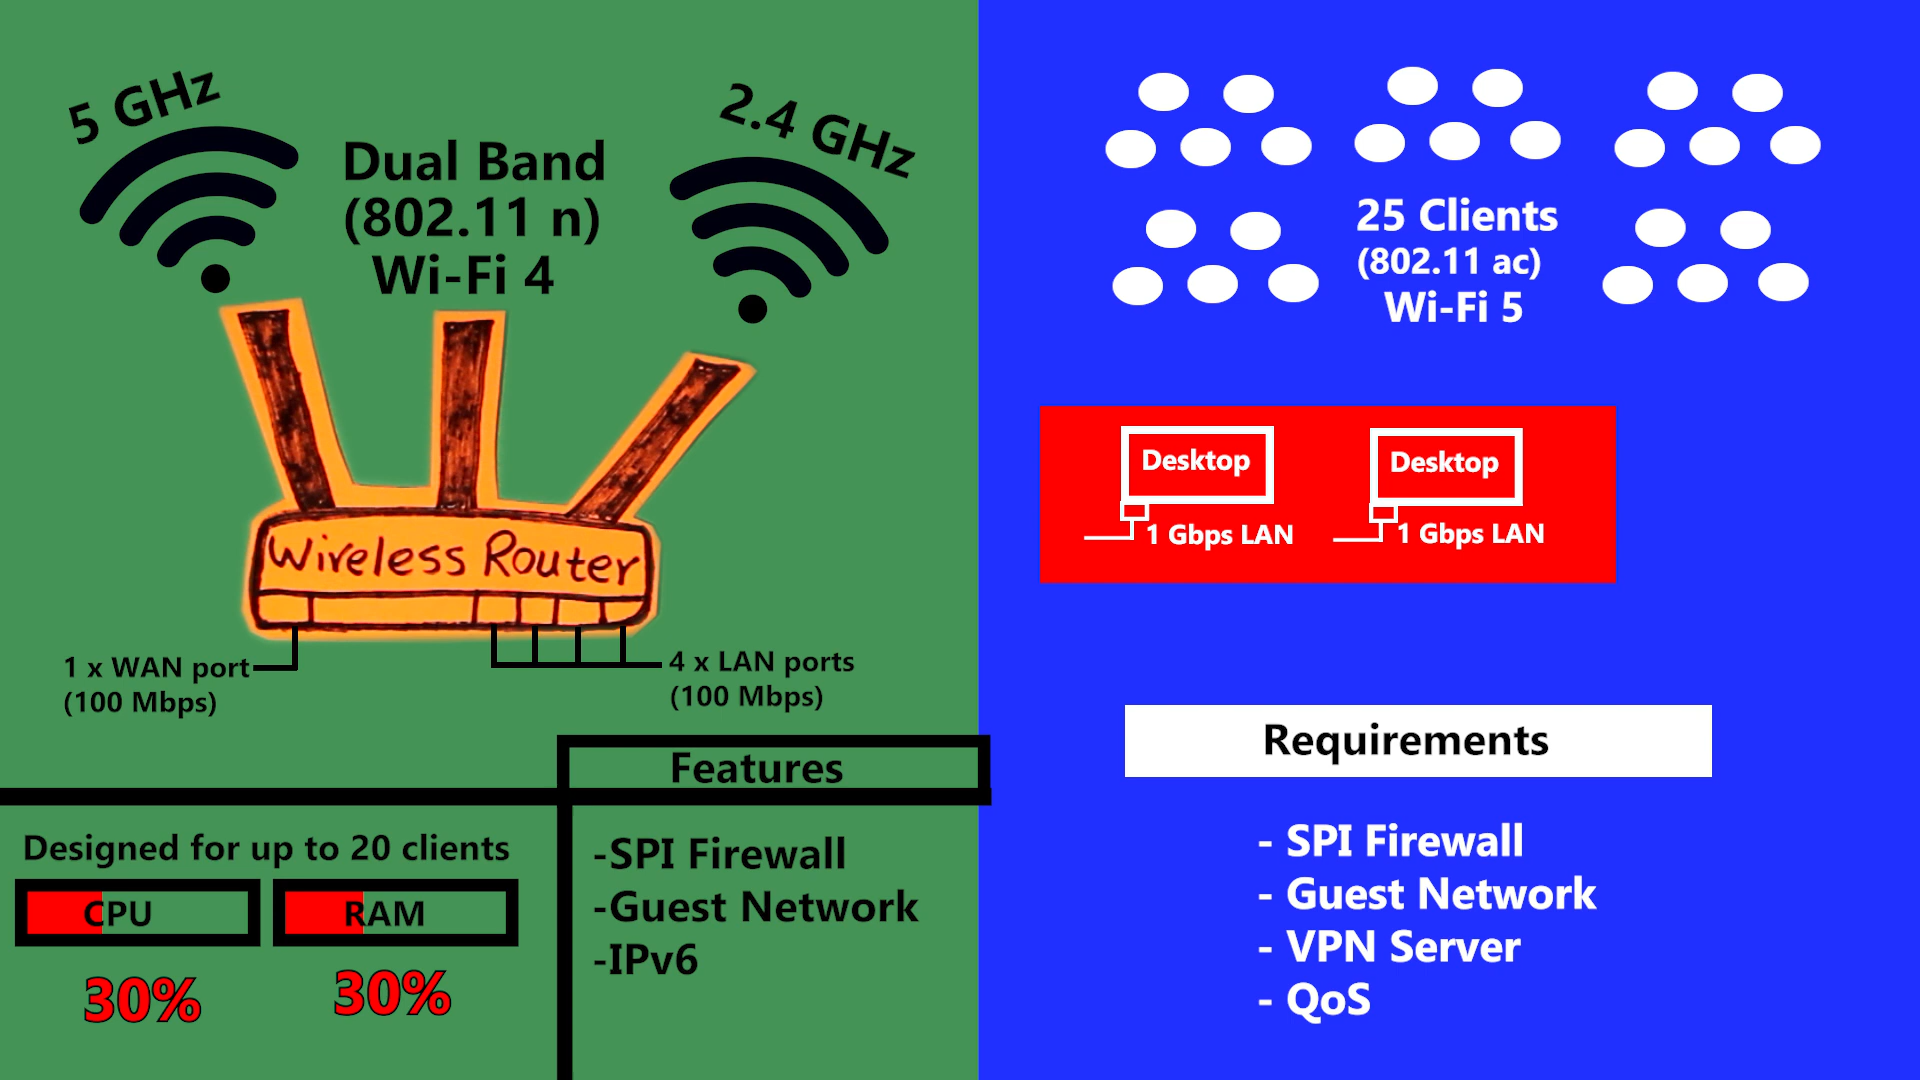 5 GHz
2.4 GHz
Dual Band
(802.11 n)
Wi-Fi 4
Wireless Router
1 x WAN port
(100 Mbps)
4 x LAN ports
(100 Mbps)
Features
Designed for up to 20 clients
CPU
RAM
30%
30%
-SPI Firewall
-Guest Network
-IPv6
25 Clients
(802.11 ac)
Wi-Fi 5
Desktop
Desktop
1 Gbps LAN
1 Gbps LAN
Requirements
- SPI Firewall
- Guest Network
- VPN Server
- QoS